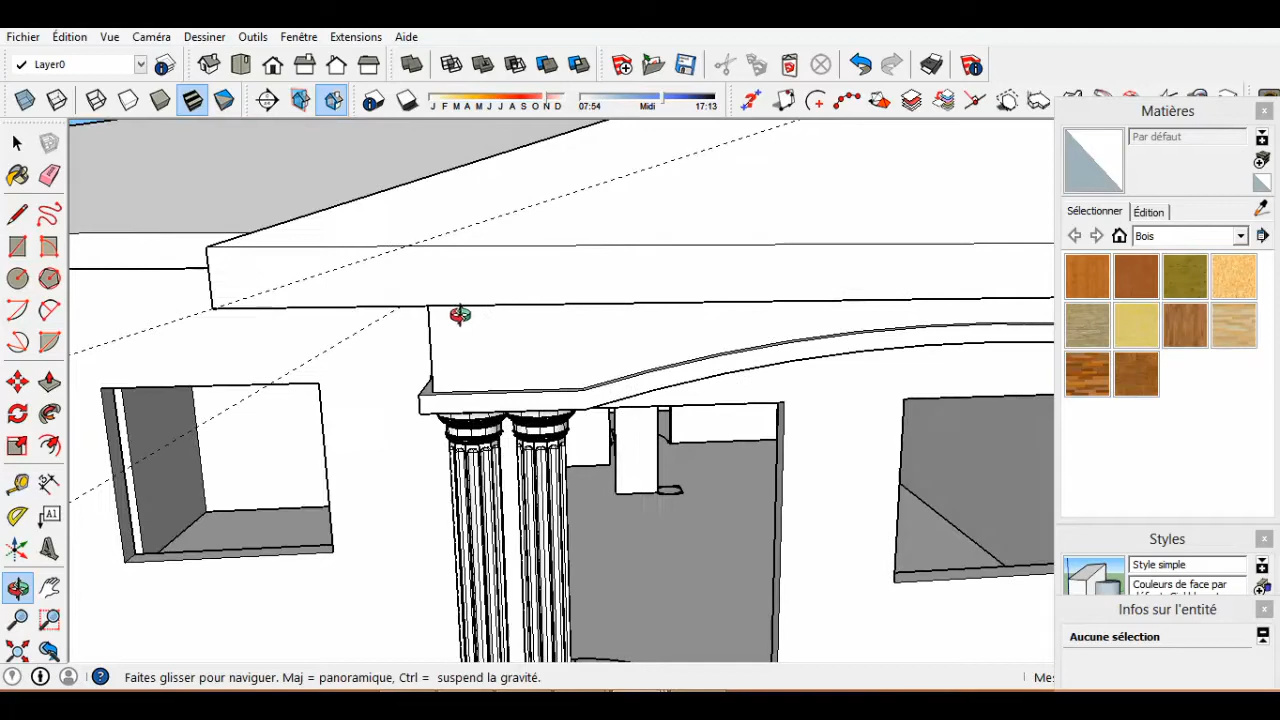 Fichier Édition Vue Caméra Dessiner Outils Fenêtre Extensions Aide
Layer0
J F M A M J J A S O N D
07:54 Midi 17:13
Matières
Par défaut
Sélectionner Édition
Bois
A1
Styles
Style simple
Couleurs de face par
Infos sur l'entité
Aucune sélection
Faites glisser pour naviguer. Maj = panoramique, Ctrl = suspend la gravité.
Mes